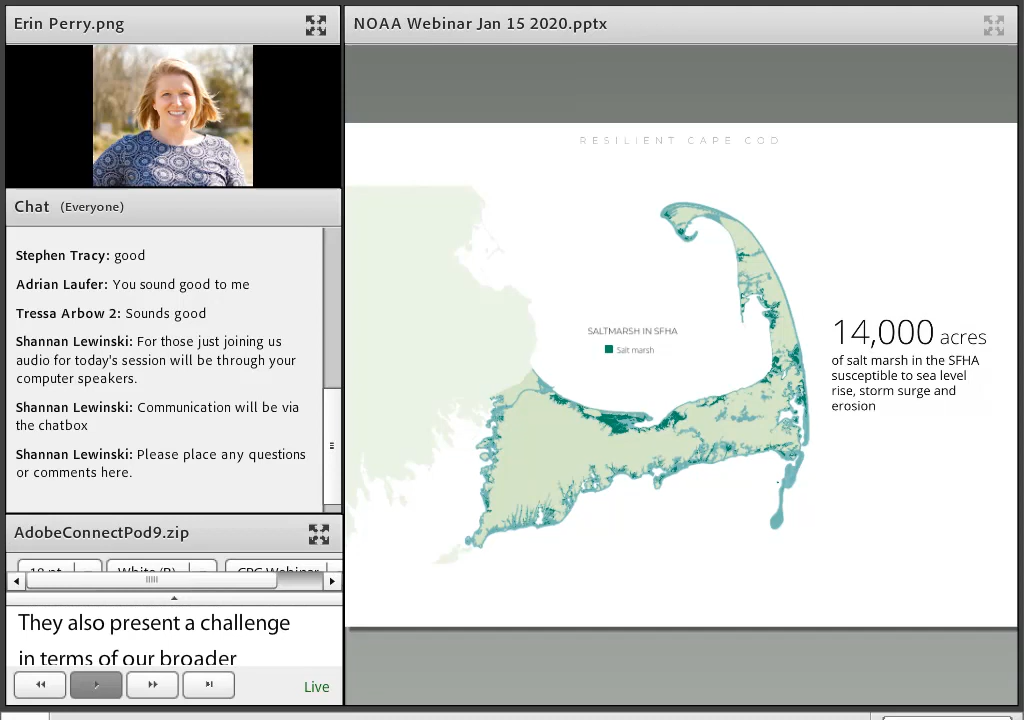 Erin Perry.png
Chat (Everyone)
Stephen Tracy: good
Adrian Laufer: You sound good to me
Tressa Arbow 2: Sounds good
Shannan Lewinski: For those just joining us
audio for today's session will be through your
computer speakers.
Shannan Lewinski: Communication will be via
the chatbox
Shannan Lewinski: Please place any questions
or comments here.
AdobeConnectPod9.zip
18 pt
White (B)
CPC Webinar
They also present a challenge
in terms of our broader
Live
NOAA Webinar Jan 15 2020.pptx
RESILIENT CAPE COD
SALTMARSH IN SFHA
Salt marsh
14,000 acres
of salt marsh in the SFHA
susceptible to sea level
rise, storm surge and
erosion